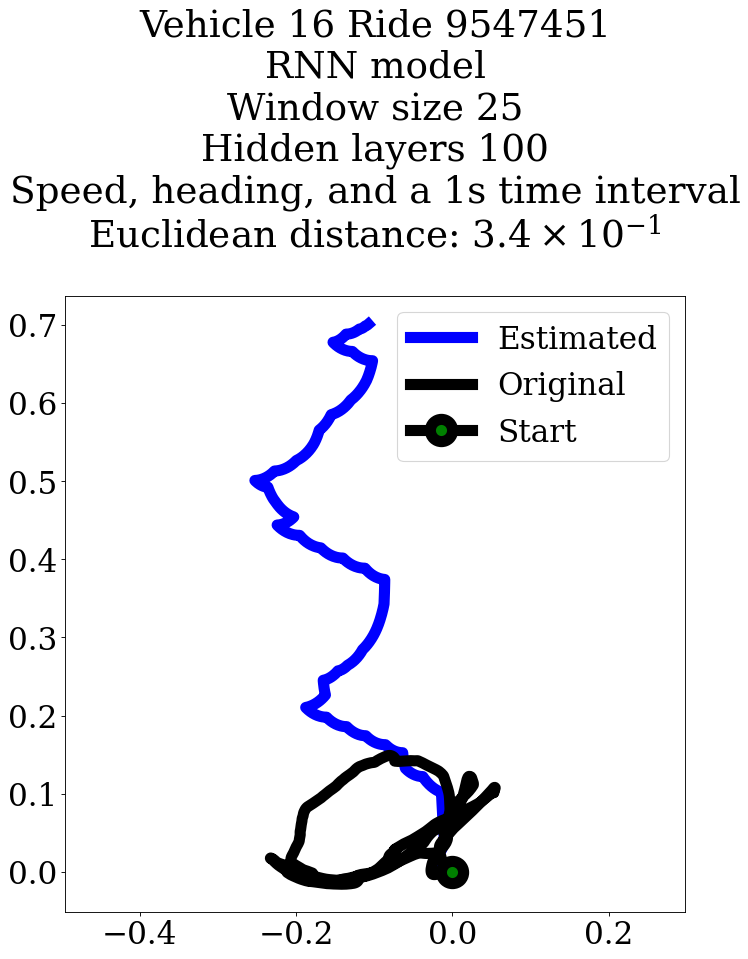 Vehicle 16 Ride 9547451
RNN model
Window size 25
Hidden layers 100
Speed, heading, and a 1s time interval
Euclidean distance: 3.4 × 10⁻¹
Estimated
Original
Start
0.7
0.6
0.5
0.4
0.3
0.2
0.1
0.0
−0.4 −0.2 0.0 0.2